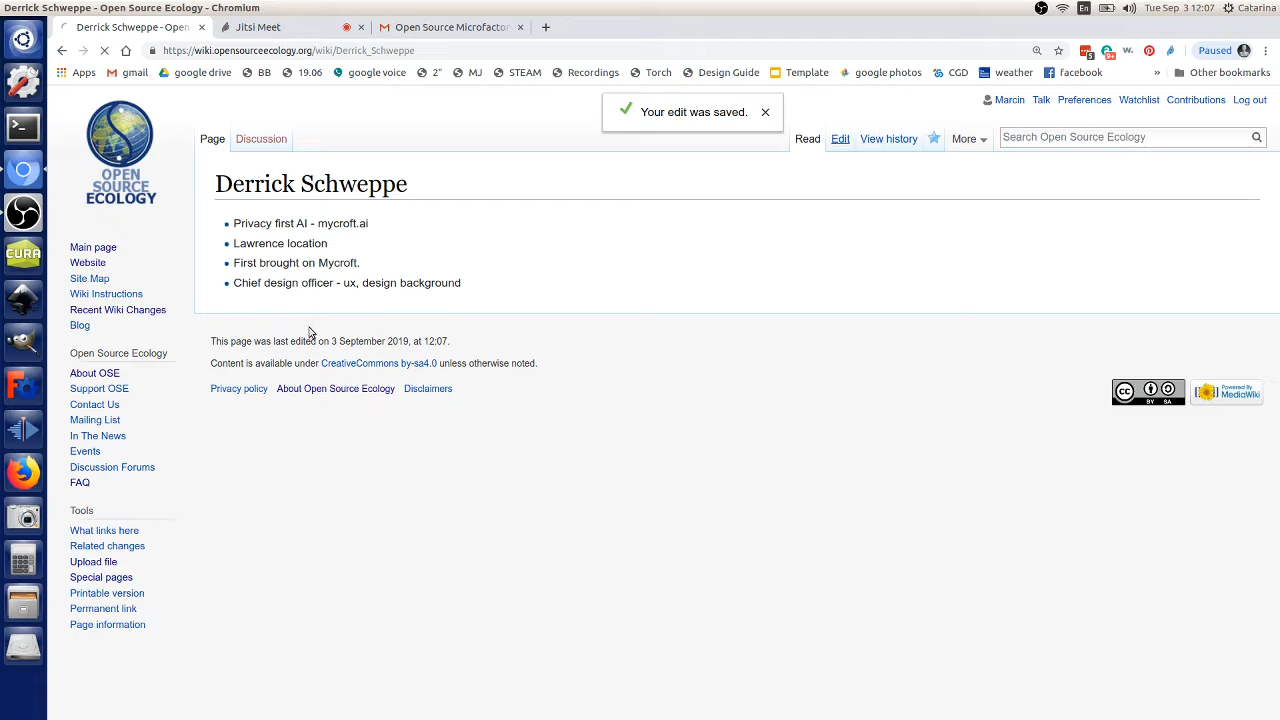 Derrick Schweppe - Open Source Ecology - Chromium
En
Tue Sep 3 12:07
Catarina
Derrick Schweppe - Open
Jitsi Meet
Open Source Microfactor
https://wiki.opensourceecology.org/wiki/Derrick_Schweppe
5
9+
W.
Paused
Apps
gmail
google drive
BB
19.06
google voice
2"
MJ
STEAM
Recordings
Torch
Design Guide
Template
google photos
CGD
weather
facebook
»
Other bookmarks
Your edit was saved.
Marcin
Talk
Preferences
Watchlist
Contributions
Log out
Page
Discussion
Read
Edit
View history
More
Search Open Source Ecology
OPEN
SOURCE
ECOLOGY
Derrick Schweppe
Privacy first AI - mycroft.ai
Lawrence location
First brought on Mycroft.
Chief design officer - ux, design background
This page was last edited on 3 September 2019, at 12:07.
Content is available under CreativeCommons by-sa4.0 unless otherwise noted.
Privacy policy
About Open Source Ecology
Disclaimers
cc
BY SA
Powered By
MediaWiki
Main page
Website
Site Map
Wiki Instructions
Recent Wiki Changes
Blog
Open Source Ecology
About OSE
Support OSE
Contact Us
Mailing List
In The News
Events
Discussion Forums
FAQ
Tools
What links here
Related changes
Upload file
Special pages
Printable version
Permanent link
Page information
CURA